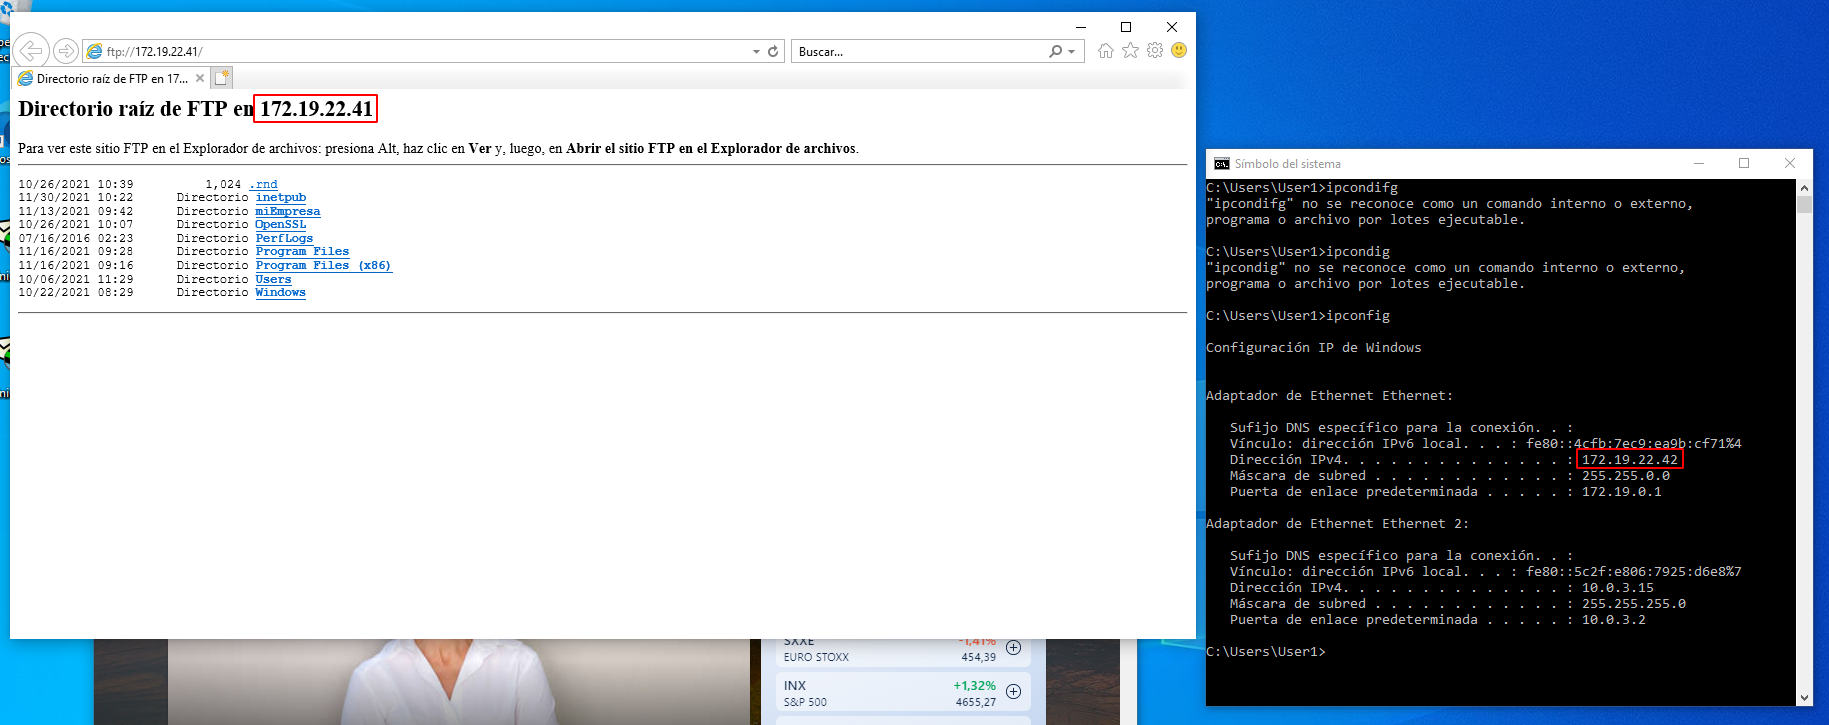 ftp://172.19.22.41/
Buscar...
Directorio raíz de FTP en 17...
Directorio raíz de FTP en 172.19.22.41
Para ver este sitio FTP en el Explorador de archivos: presiona Alt, haz clic en Ver y, luego, en Abrir el sitio FTP en el Explorador de archivos.
10/26/2021 10:39 1,024 .rnd
11/30/2021 10:22 Directorio inetpub
11/13/2021 09:42 Directorio miEmpresa
10/26/2021 10:07 Directorio OpenSSL
07/16/2016 02:23 Directorio PerfLogs
11/16/2021 09:28 Directorio Program Files
11/16/2021 09:16 Directorio Program Files (x86)
10/06/2021 11:29 Directorio Users
10/22/2021 08:29 Directorio Windows
SXXE -1,41%
EURO STOXX 454,39
INX +1,32%
S&P 500 4655,27
Símbolo del sistema
C:\Users\User1>ipcondifg
"ipcondifg" no se reconoce como un comando interno o externo,
programa o archivo por lotes ejecutable.
C:\Users\User1>ipcondig
"ipcondig" no se reconoce como un comando interno o externo,
programa o archivo por lotes ejecutable.
C:\Users\User1>ipconfig
Configuración IP de Windows
Adaptador de Ethernet Ethernet:
Sufijo DNS específico para la conexión. . :
Vínculo: dirección IPv6 local. . . : fe80::4cfb:7ec9:ea9b:cf71%4
Dirección IPv4. . . . . . . . . . . . . . : 172.19.22.42
Máscara de subred . . . . . . . . . . . . : 255.255.0.0
Puerta de enlace predeterminada . . . . . : 172.19.0.1
Adaptador de Ethernet Ethernet 2:
Sufijo DNS específico para la conexión. . :
Vínculo: dirección IPv6 local. . . : fe80::5c2f:e806:7925:d6e8%7
Dirección IPv4. . . . . . . . . . . . . . : 10.0.3.15
Máscara de subred . . . . . . . . . . . . : 255.255.255.0
Puerta de enlace predeterminada . . . . . : 10.0.3.2
C:\Users\User1>